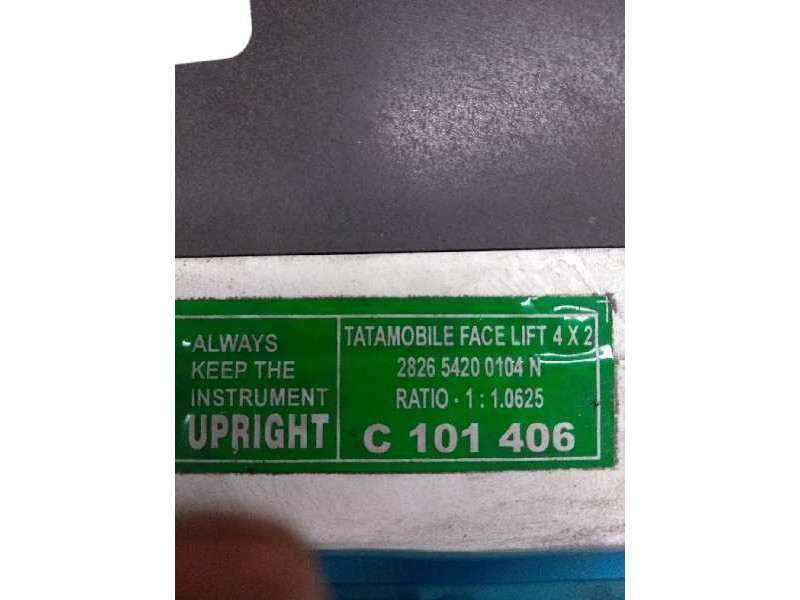 ALWAYS
KEEP THE
INSTRUMENT
UPRIGHT
TATAMOBILE FACE LIFT 4 X 2
2826 5420 0104 N
RATIO - 1 : 1.0625
C 101 406